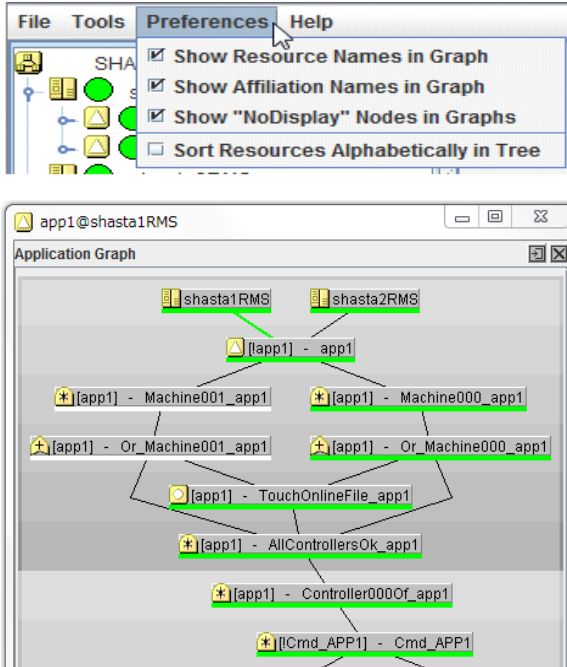 File Tools Preferences Help
SHA
Show Resource Names in Graph
Show Affiliation Names in Graph
Show "NoDisplay" Nodes in Graphs
Sort Resources Alphabetically in Tree
app1@shasta1RMS
Application Graph
shasta1RMS shasta2RMS
[!app1] - app1
[app1] - Machine001_app1 [app1] - Machine000_app1
[app1] - Or_Machine001_app1 [app1] - Or_Machine000_app1
[app1] - TouchOnlineFile_app1
[app1] - AllControllersOk_app1
[app1] - Controller000Of_app1
[!Cmd_APP1] - Cmd_APP1